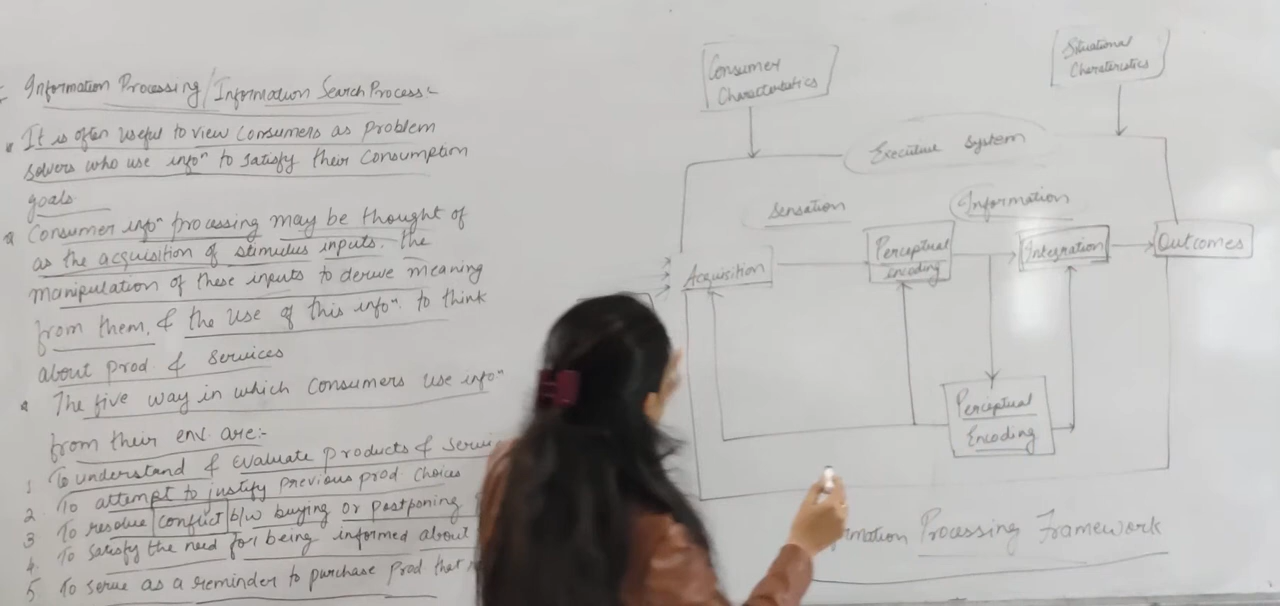 Information Processing/Information Search Process:-
It is often useful to view consumers as problem
solvers who use infoⁿ to satisfy their consumption
goals
Consumer infoⁿ processing may be thought of
as the acquisition of stimulus inputs. the
manipulation of these inputs to derive meaning
from them, & the use of this infoⁿ. to think
about prod. & services
The five way in which consumers use infoⁿ
from their env. are:-
1. To understand & evaluate products &
2. To attempt to justify previous prod. choices
3 To resolve conflict b/w buying or postponing
4. To satisfy the need for being informed about
5. To serve as a reminder to purchase prod that
Consumer
Characteristics
Situational
Charateristics
Executive System
Sensation
Information
Acquisition
Perceptual
encoding
Integration
Outcomes
Perceptual
Encoding
Processing Framework